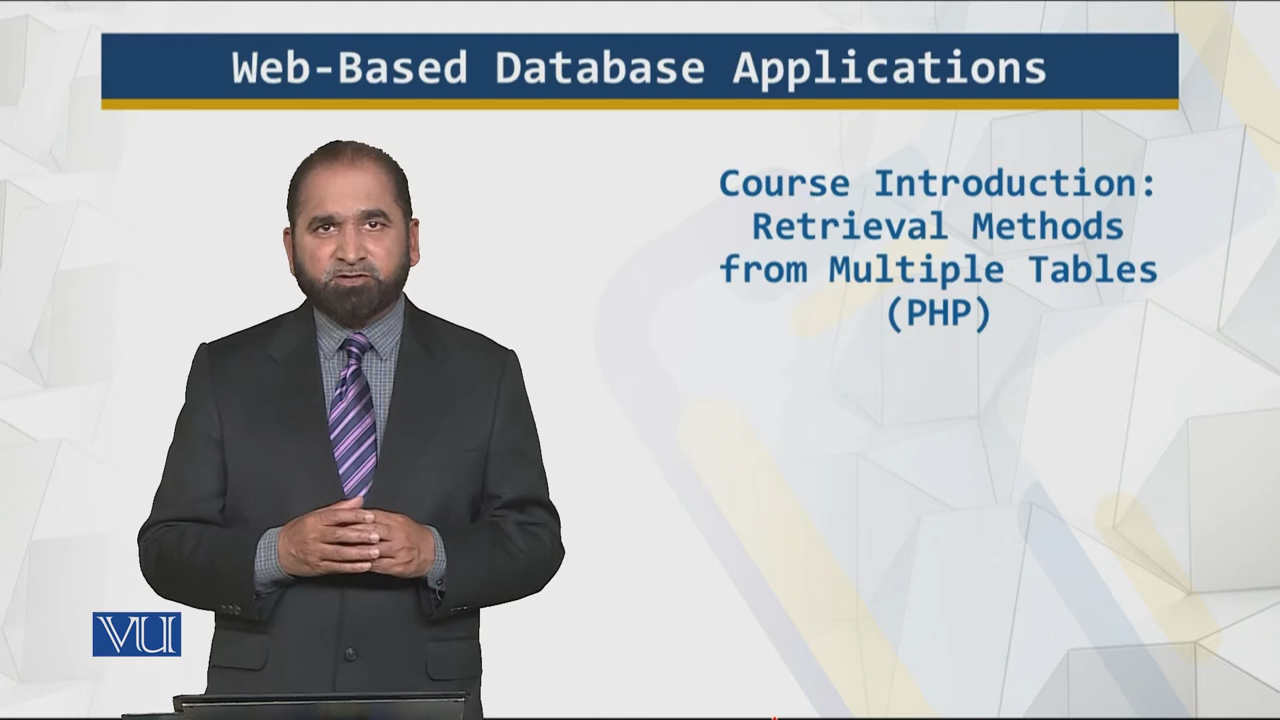 Web-Based Database Applications
Course Introduction:
Retrieval Methods
from Multiple Tables
(PHP)
VU